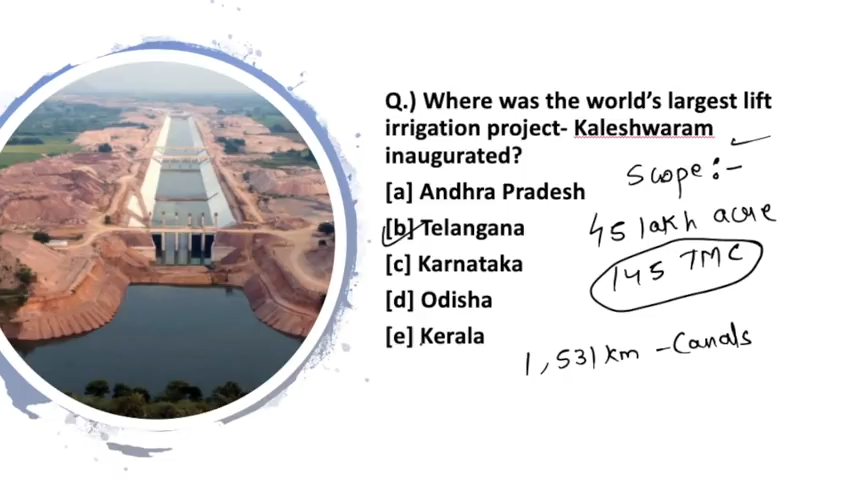 Q.) Where was the world's largest lift
irrigation project- Kaleshwaram
inaugurated?
[a] Andhra Pradesh
[b] Telangana
[c] Karnataka
[d] Odisha
[e] Kerala
Scope:-
45 lakh acre
145 TMC
1,531 km - Canals